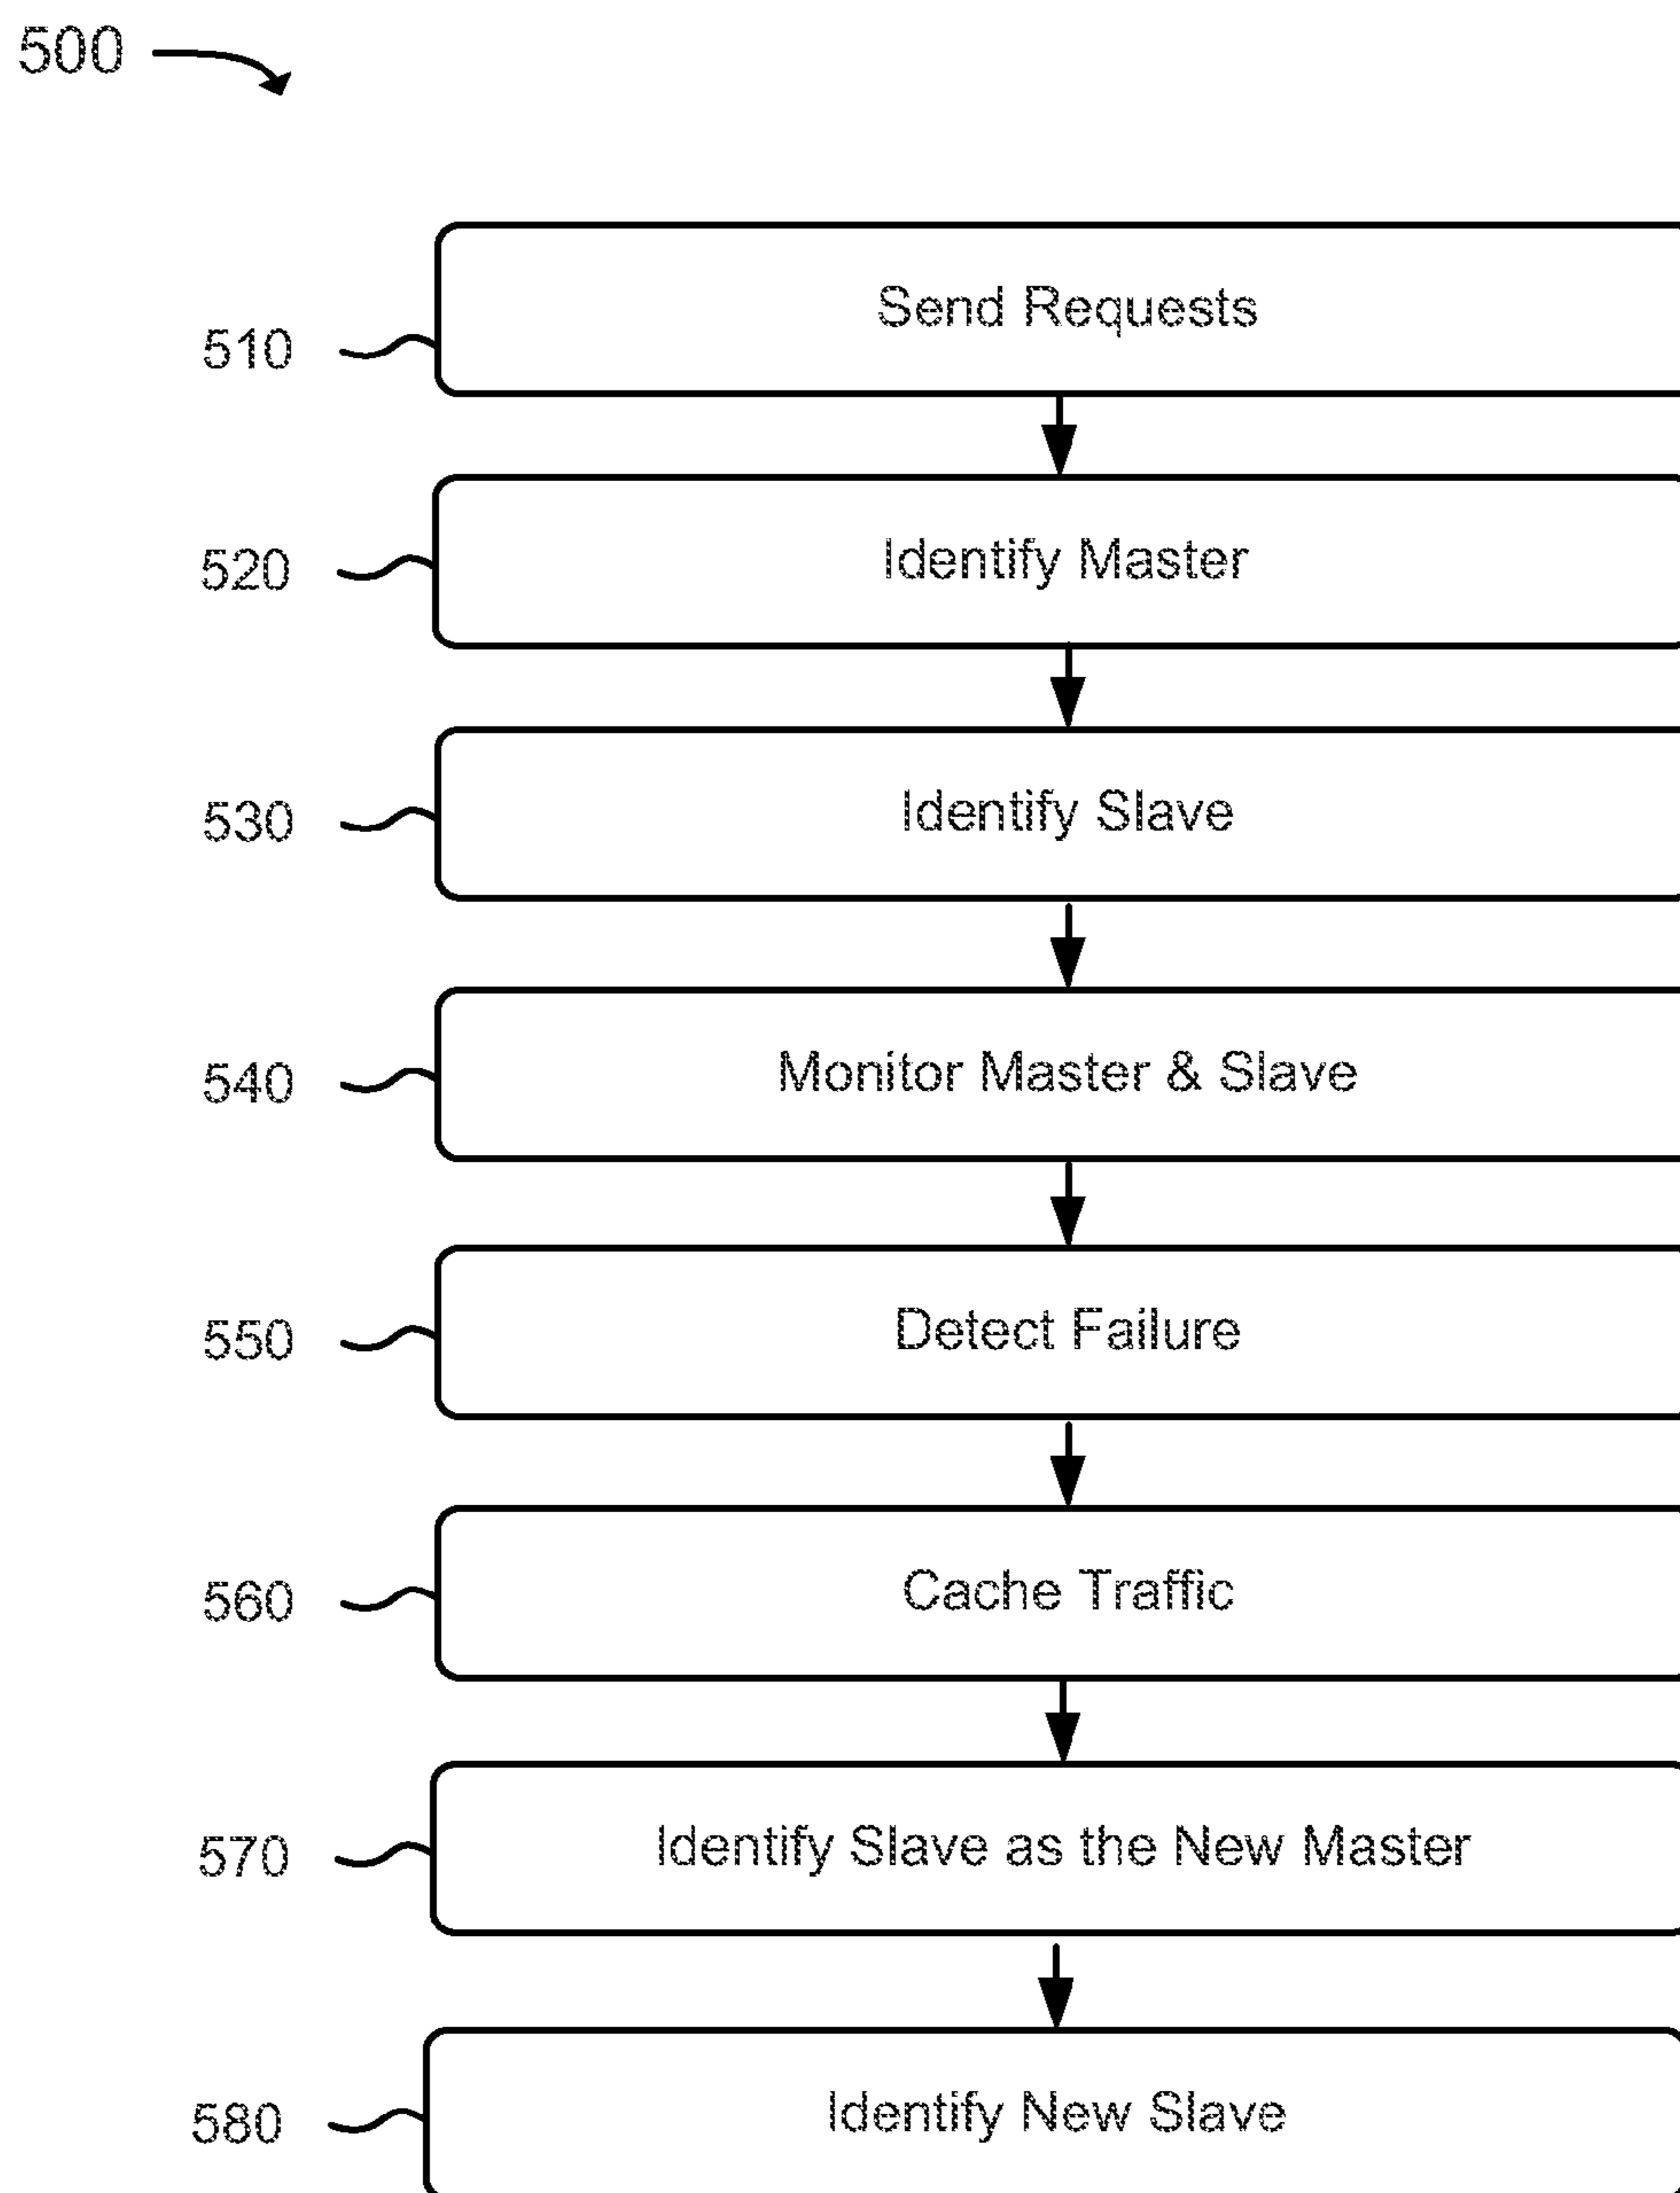 500
Send Requests
510
Identify Master
520
Identify Slave
530
Monitor Master & Slave
540
Detect Failure
550
Cache Traffic
560
Identify Slave as the New Master
570
Identify New Slave
580